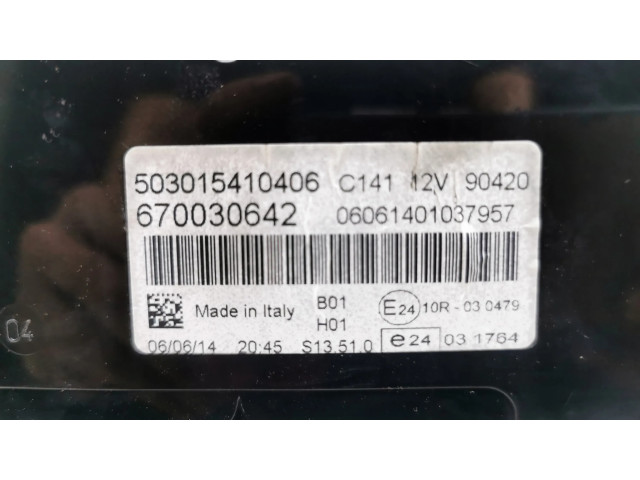 503015410406 C141 12V 90420
670030642 06061401037957
Made in Italy B01 E24 10R - 03 0479
H01
06/06/14 20:45 S13 51.0 e24 03 1764
04